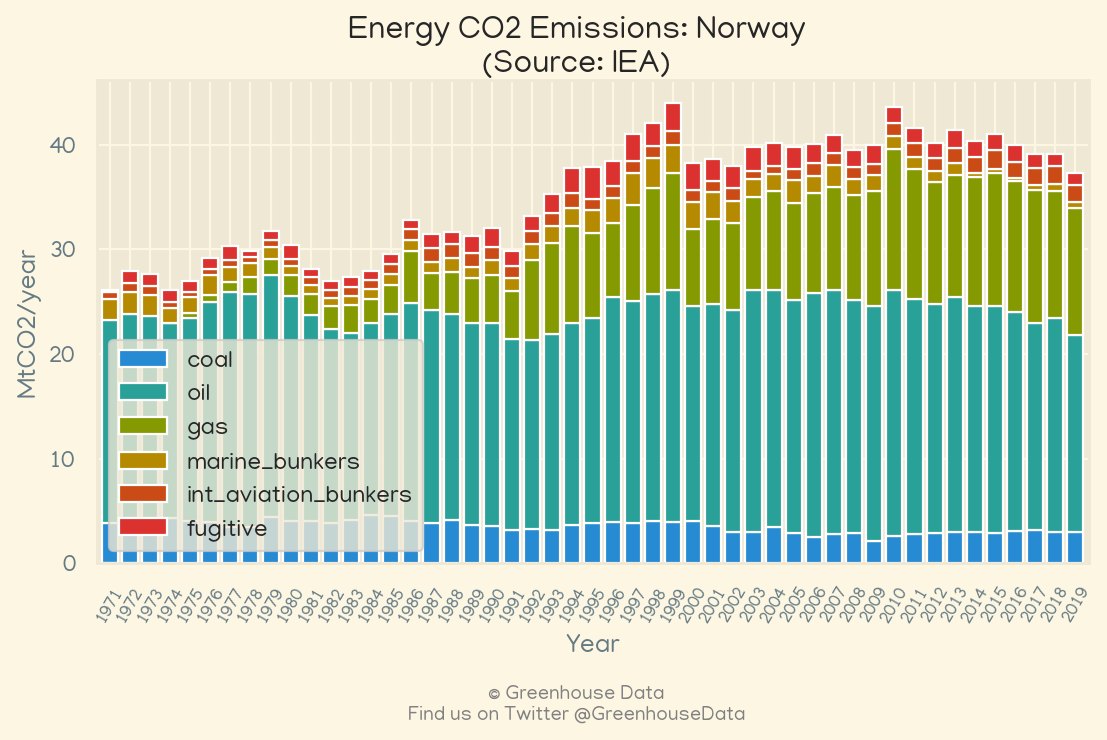 Energy CO2 Emissions: Norway
(Source: IEA)
MtCO2/year
40
30
20
10
0
coal
oil
gas
marine_bunkers
int_aviation_bunkers
fugitive
1971 1972 1973 1974 1975 1976 1977 1978 1979 1980 1981 1982 1983 1984 1985 1986 1987 1988 1989 1990 1991 1992 1993 1994 1995 1996 1997 1998 1999 2000 2001 2002 2003 2004 2005 2006 2007 2008 2009 2010 2011 2012 2013 2014 2015 2016 2017 2018 2019
Year
© Greenhouse Data
Find us on Twitter @GreenhouseData